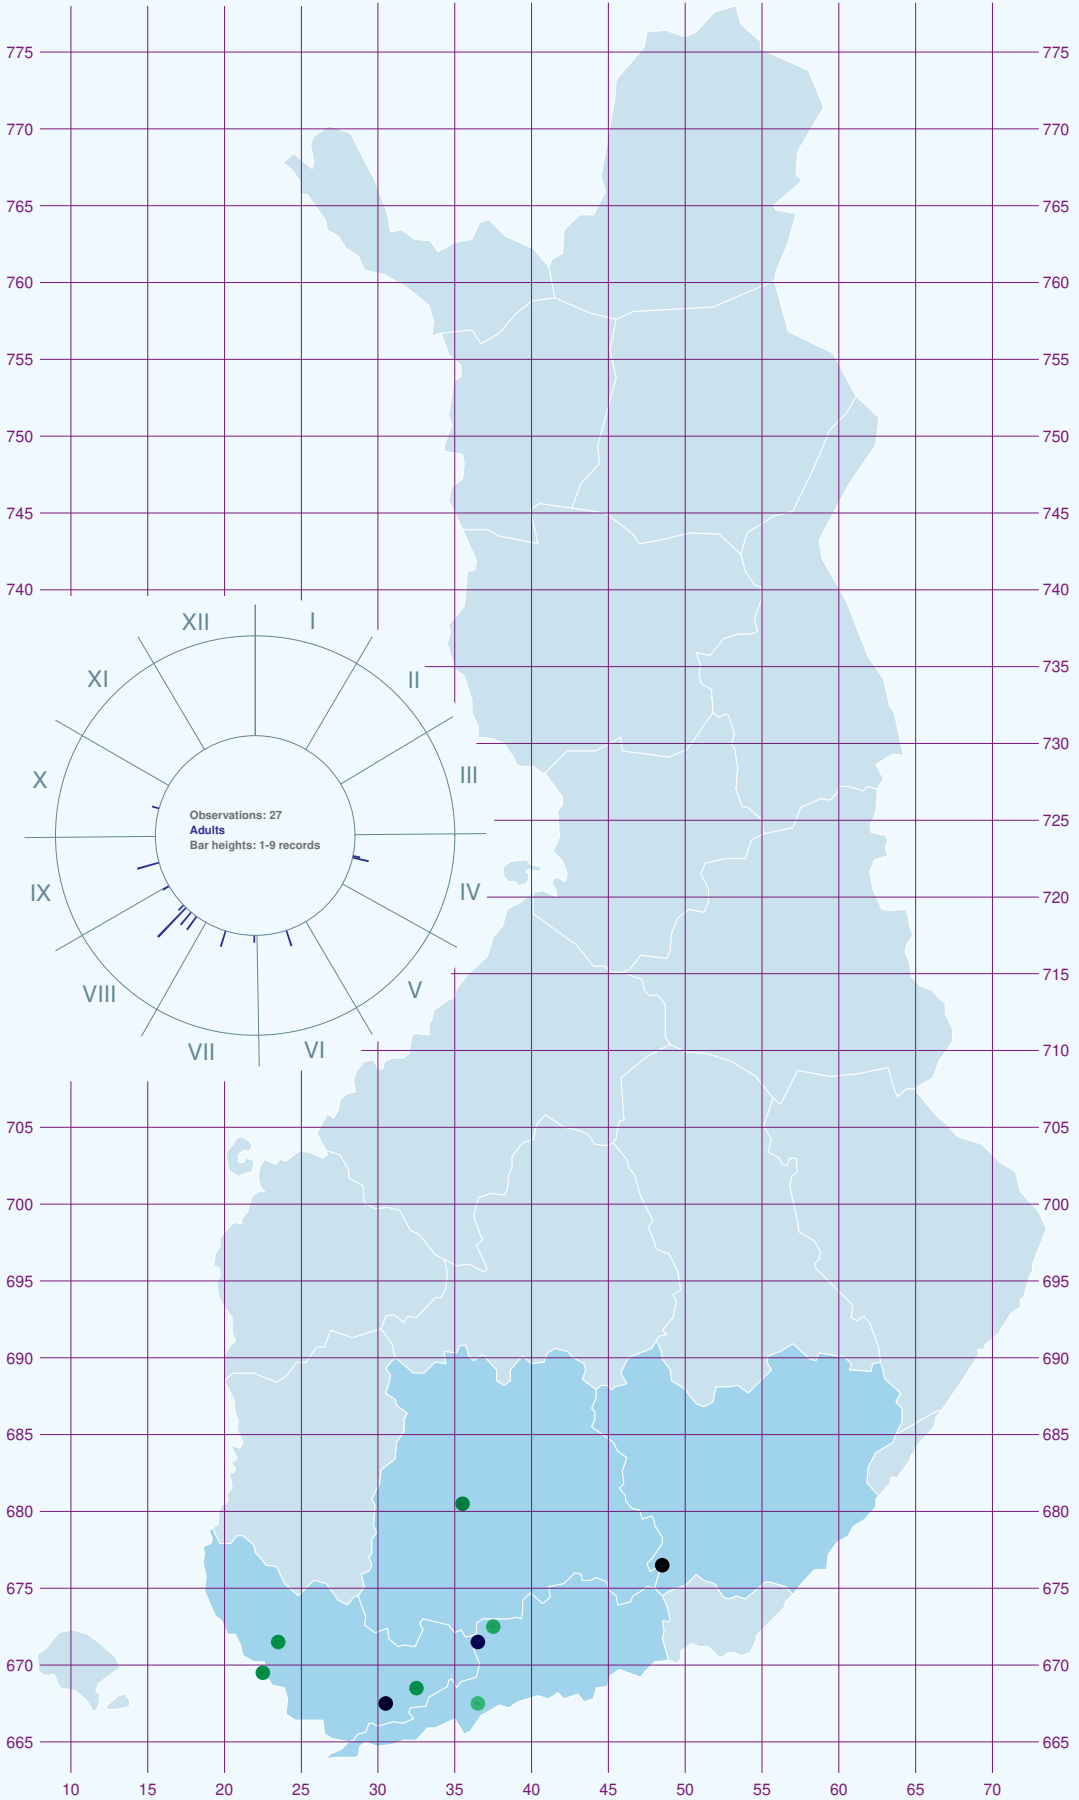 775 775
770 770
765 765
760 760
755 755
750 750
745 745
740 740
XII I
XI II
735
730
X III
725
Observations: 27
Adults
Bar heights: 1-9 records
IX IV
720
VIII V
715
VII VI
710
705 705
700 700
695 695
690 690
685 685
680 680
675 675
670 670
665 665
10 15 20 25 30 35 40 45 50 55 60 65 70